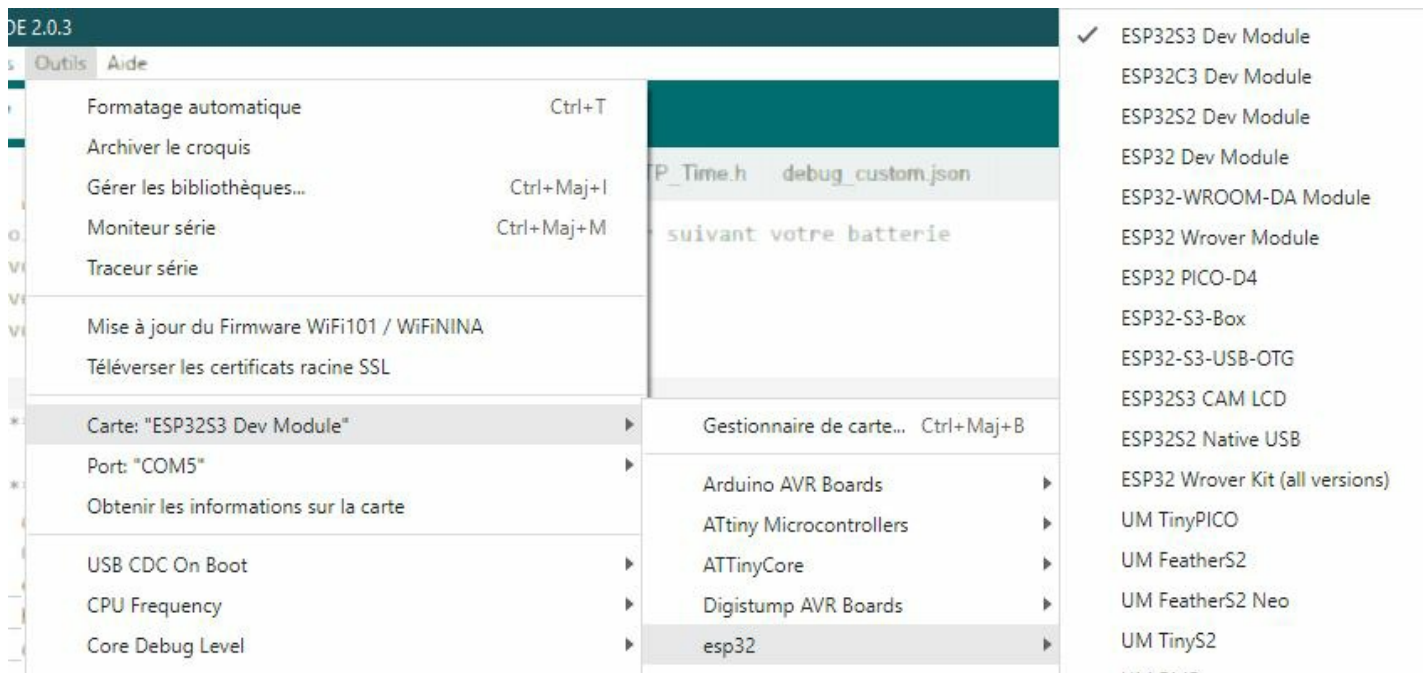 DE 2.0.3
Outils Aide
Formatage automatique Ctrl+T
Archiver le croquis
Gérer les bibliothèques... Ctrl+Maj+I
Moniteur série Ctrl+Maj+M
Traceur série
Mise à jour du Firmware WiFi101 / WiFiNINA
Téléverser les certificats racine SSL
Carte: "ESP32S3 Dev Module"
Port: "COM5"
Obtenir les informations sur la carte
USB CDC On Boot
CPU Frequency
Core Debug Level
TP_Time.h debug_custom.json
suivant votre batterie
Gestionnaire de carte... Ctrl+Maj+B
Arduino AVR Boards
ATtiny Microcontrollers
ATTinyCore
Digistump AVR Boards
esp32
ESP32S3 Dev Module
ESP32C3 Dev Module
ESP32S2 Dev Module
ESP32 Dev Module
ESP32-WROOM-DA Module
ESP32 Wrover Module
ESP32 PICO-D4
ESP32-S3-Box
ESP32-S3-USB-OTG
ESP32S3 CAM LCD
ESP32S2 Native USB
ESP32 Wrover Kit (all versions)
UM TinyPICO
UM FeatherS2
UM FeatherS2 Neo
UM TinyS2